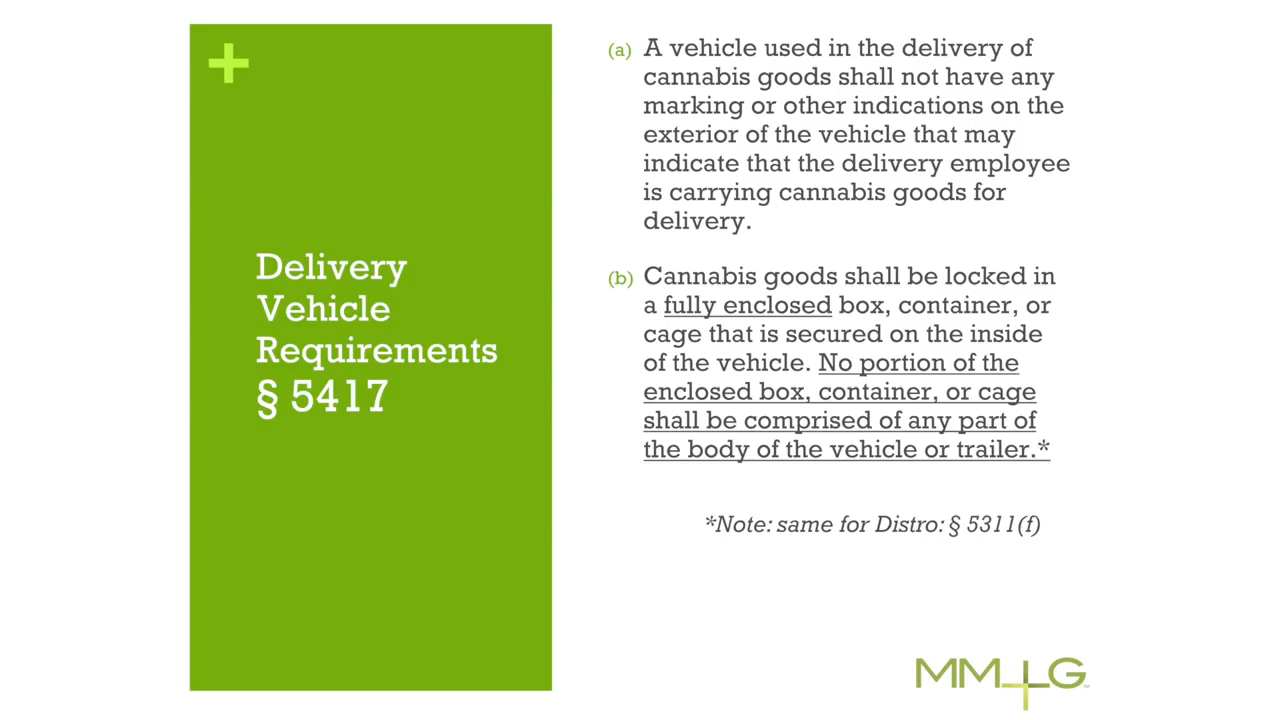 +
Delivery
Vehicle
Requirements
§ 5417
(a) A vehicle used in the delivery of
cannabis goods shall not have any
marking or other indications on the
exterior of the vehicle that may
indicate that the delivery employee
is carrying cannabis goods for
delivery.
(b) Cannabis goods shall be locked in
a fully enclosed box, container, or
cage that is secured on the inside
of the vehicle. No portion of the
enclosed box, container, or cage
shall be comprised of any part of
the body of the vehicle or trailer.*
*Note: same for Distro: § 5311(f)
MMLG™